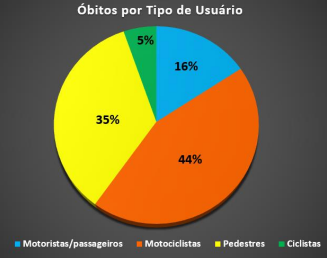 Óbitos por Tipo de Usuário
5%
16%
35%
44%
Motoristas/passageiros Motociclistas Pedestres Ciclistas